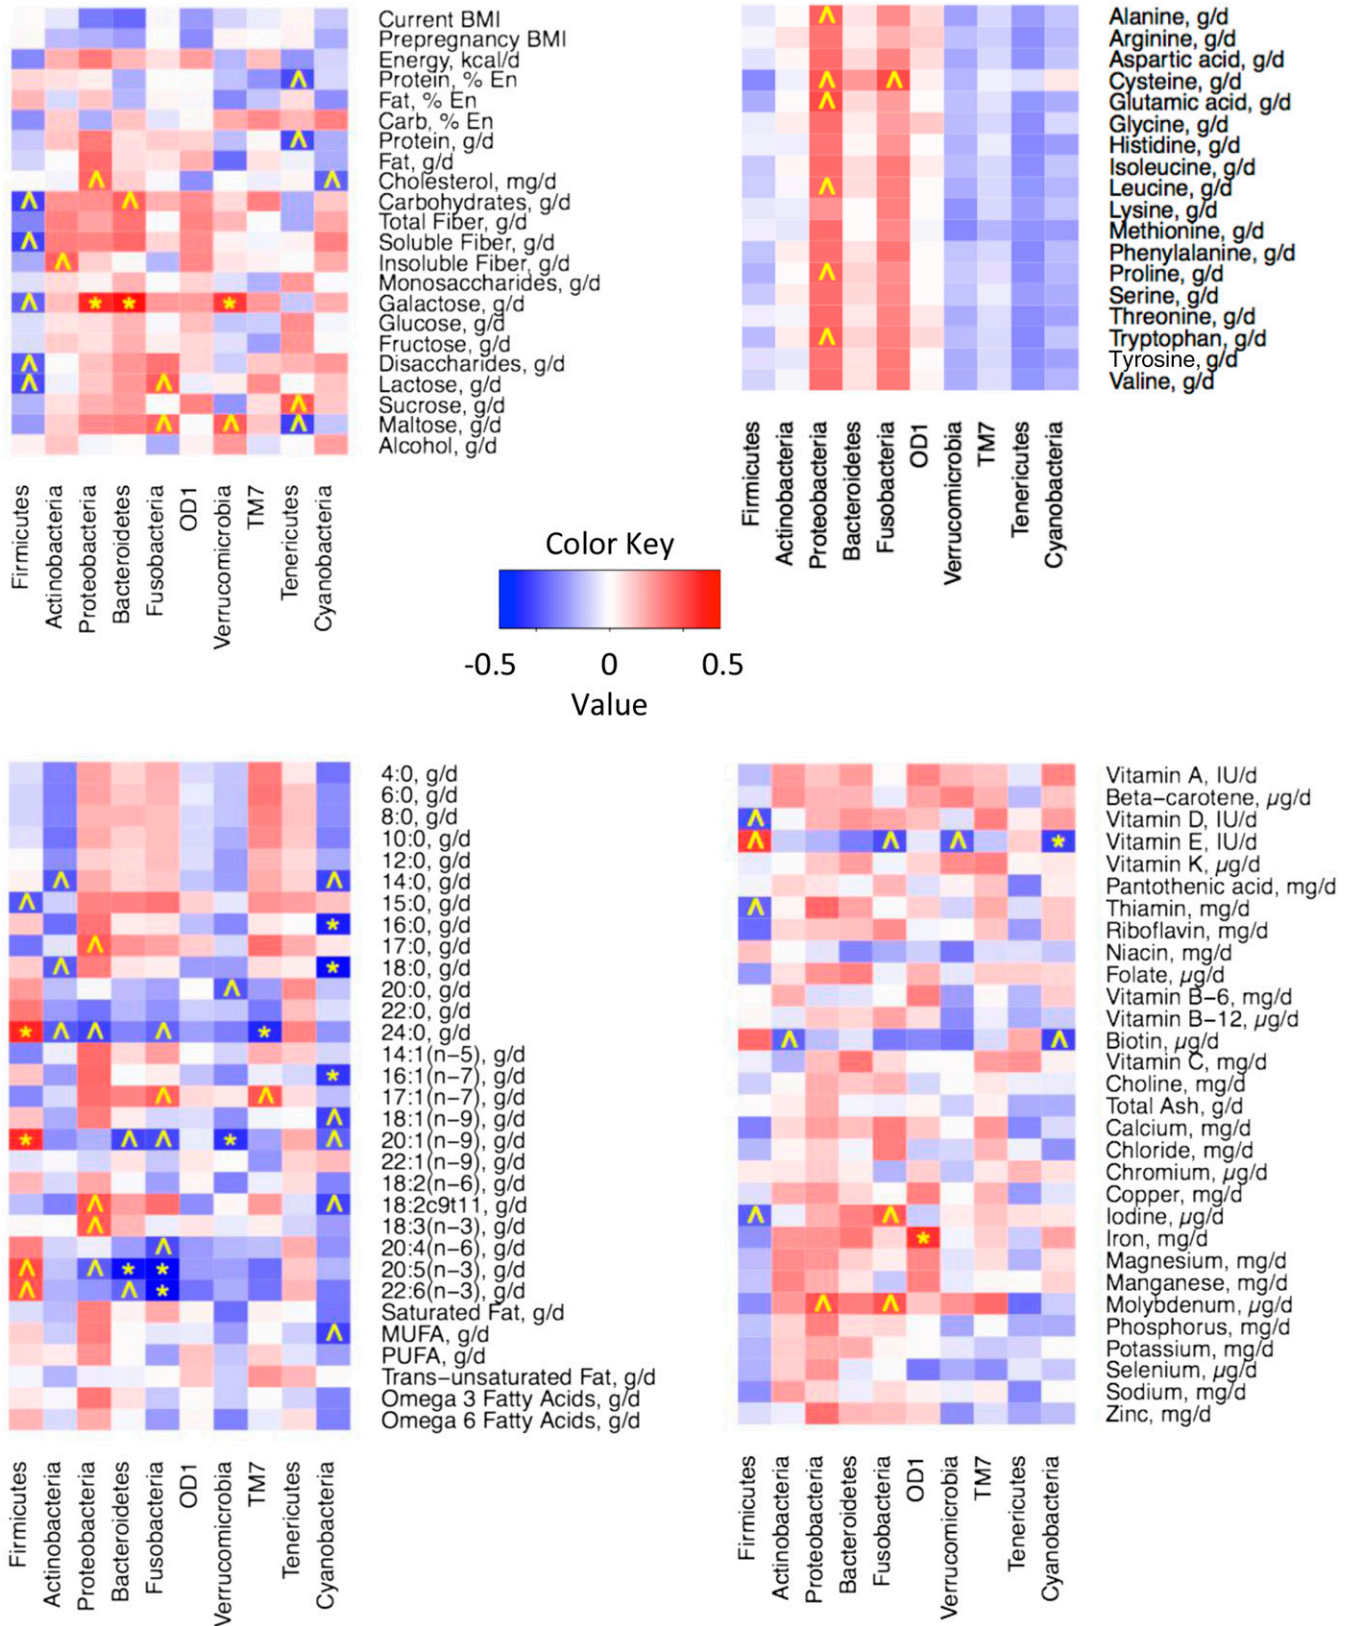 Current BMI
Prepregnancy BMI
Energy, kcal/d
Protein, % En
Fat, % En
Carb, % En
Protein, g/d
Fat, g/d
Cholesterol, mg/d
Carbohydrates, g/d
Total Fiber, g/d
Soluble Fiber, g/d
Insoluble Fiber, g/d
Monosaccharides, g/d
Galactose, g/d
Glucose, g/d
Fructose, g/d
Disaccharides, g/d
Lactose, g/d
Sucrose, g/d
Maltose, g/d
Alcohol, g/d
Firmicutes
Actinobacteria
Proteobacteria
Bacteroidetes
Fusobacteria
OD1
Verrucomicrobia
TM7
Tenericutes
Cyanobacteria
Alanine, g/d
Arginine, g/d
Aspartic acid, g/d
Cysteine, g/d
Glutamic acid, g/d
Glycine, g/d
Histidine, g/d
Isoleucine, g/d
Leucine, g/d
Lysine, g/d
Methionine, g/d
Phenylalanine, g/d
Proline, g/d
Serine, g/d
Threonine, g/d
Tryptophan, g/d
Tyrosine, g/d
Valine, g/d
Firmicutes
Actinobacteria
Proteobacteria
Bacteroidetes
Fusobacteria
OD1
Verrucomicrobia
TM7
Tenericutes
Cyanobacteria
Color Key
-0.5 0 0.5
Value
4:0, g/d
6:0, g/d
8:0, g/d
10:0, g/d
12:0, g/d
14:0, g/d
15:0, g/d
16:0, g/d
17:0, g/d
18:0, g/d
20:0, g/d
22:0, g/d
24:0, g/d
14:1(n−5), g/d
16:1(n−7), g/d
17:1(n−7), g/d
18:1(n−9), g/d
20:1(n−9), g/d
22:1(n−9), g/d
18:2(n−6), g/d
18:2c9t11, g/d
18:3(n−3), g/d
20:4(n−6), g/d
20:5(n−3), g/d
22:6(n−3), g/d
Saturated Fat, g/d
MUFA, g/d
PUFA, g/d
Trans−unsaturated Fat, g/d
Omega 3 Fatty Acids, g/d
Omega 6 Fatty Acids, g/d
Firmicutes
Actinobacteria
Proteobacteria
Bacteroidetes
Fusobacteria
OD1
Verrucomicrobia
TM7
Tenericutes
Cyanobacteria
Vitamin A, IU/d
Beta−carotene, µg/d
Vitamin D, IU/d
Vitamin E, IU/d
Vitamin K, µg/d
Pantothenic acid, mg/d
Thiamin, mg/d
Riboflavin, mg/d
Niacin, mg/d
Folate, µg/d
Vitamin B−6, mg/d
Vitamin B−12, µg/d
Biotin, µg/d
Vitamin C, mg/d
Choline, mg/d
Total Ash, g/d
Calcium, mg/d
Chloride, mg/d
Chromium, µg/d
Copper, mg/d
Iodine, µg/d
Iron, mg/d
Magnesium, mg/d
Manganese, mg/d
Molybdenum, µg/d
Phosphorus, mg/d
Potassium, mg/d
Selenium, µg/d
Sodium, mg/d
Zinc, mg/d
Firmicutes
Actinobacteria
Proteobacteria
Bacteroidetes
Fusobacteria
OD1
Verrucomicrobia
TM7
Tenericutes
Cyanobacteria